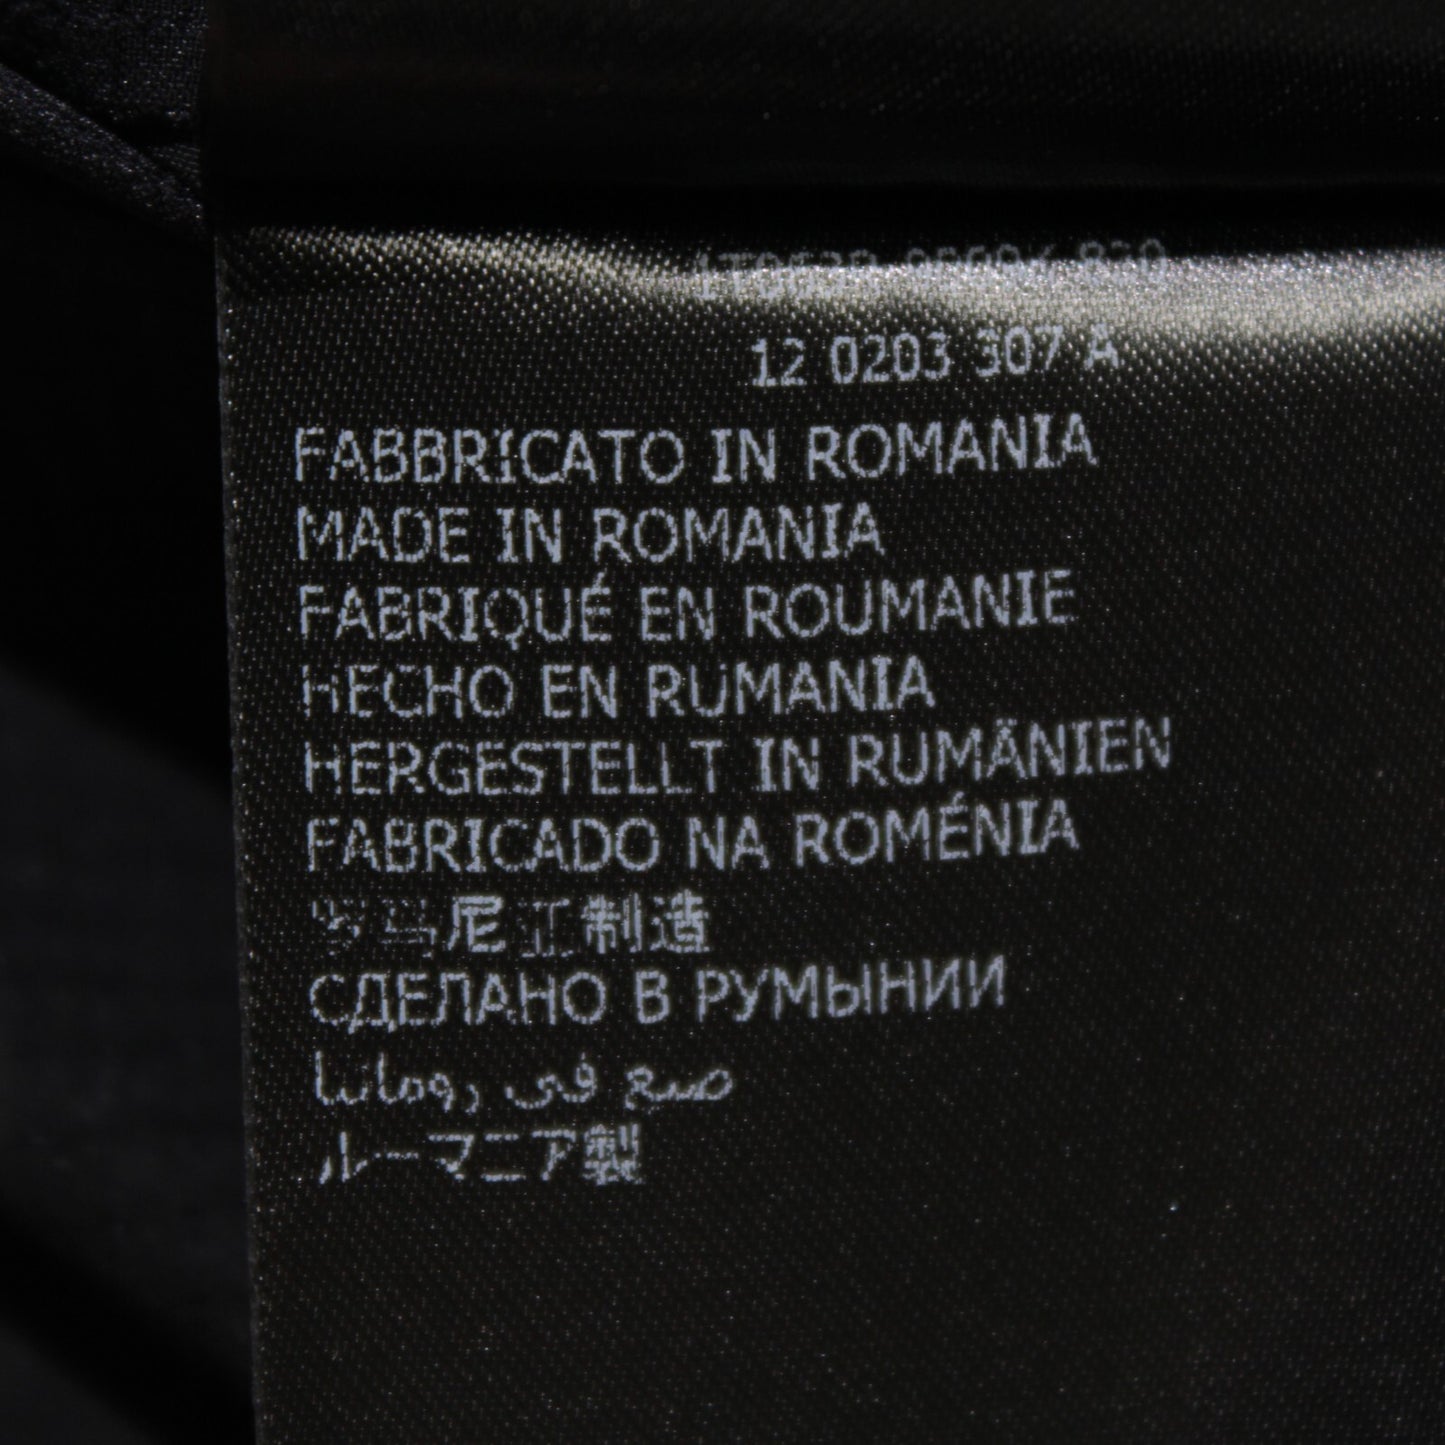 12 0203 307 A
FABBRICATO IN ROMANIA
MADE IN ROMANIA
FABRIQUÉ EN ROUMANIE
HECHO EN RUMANIA
HERGESTELLT IN RUMÄNIEN
FABRICADO NA ROMÉNIA
罗马尼亚制造
СДЕЛАНО В РУМЫНИИ
صنع فى رومانيا
ルーマニア製